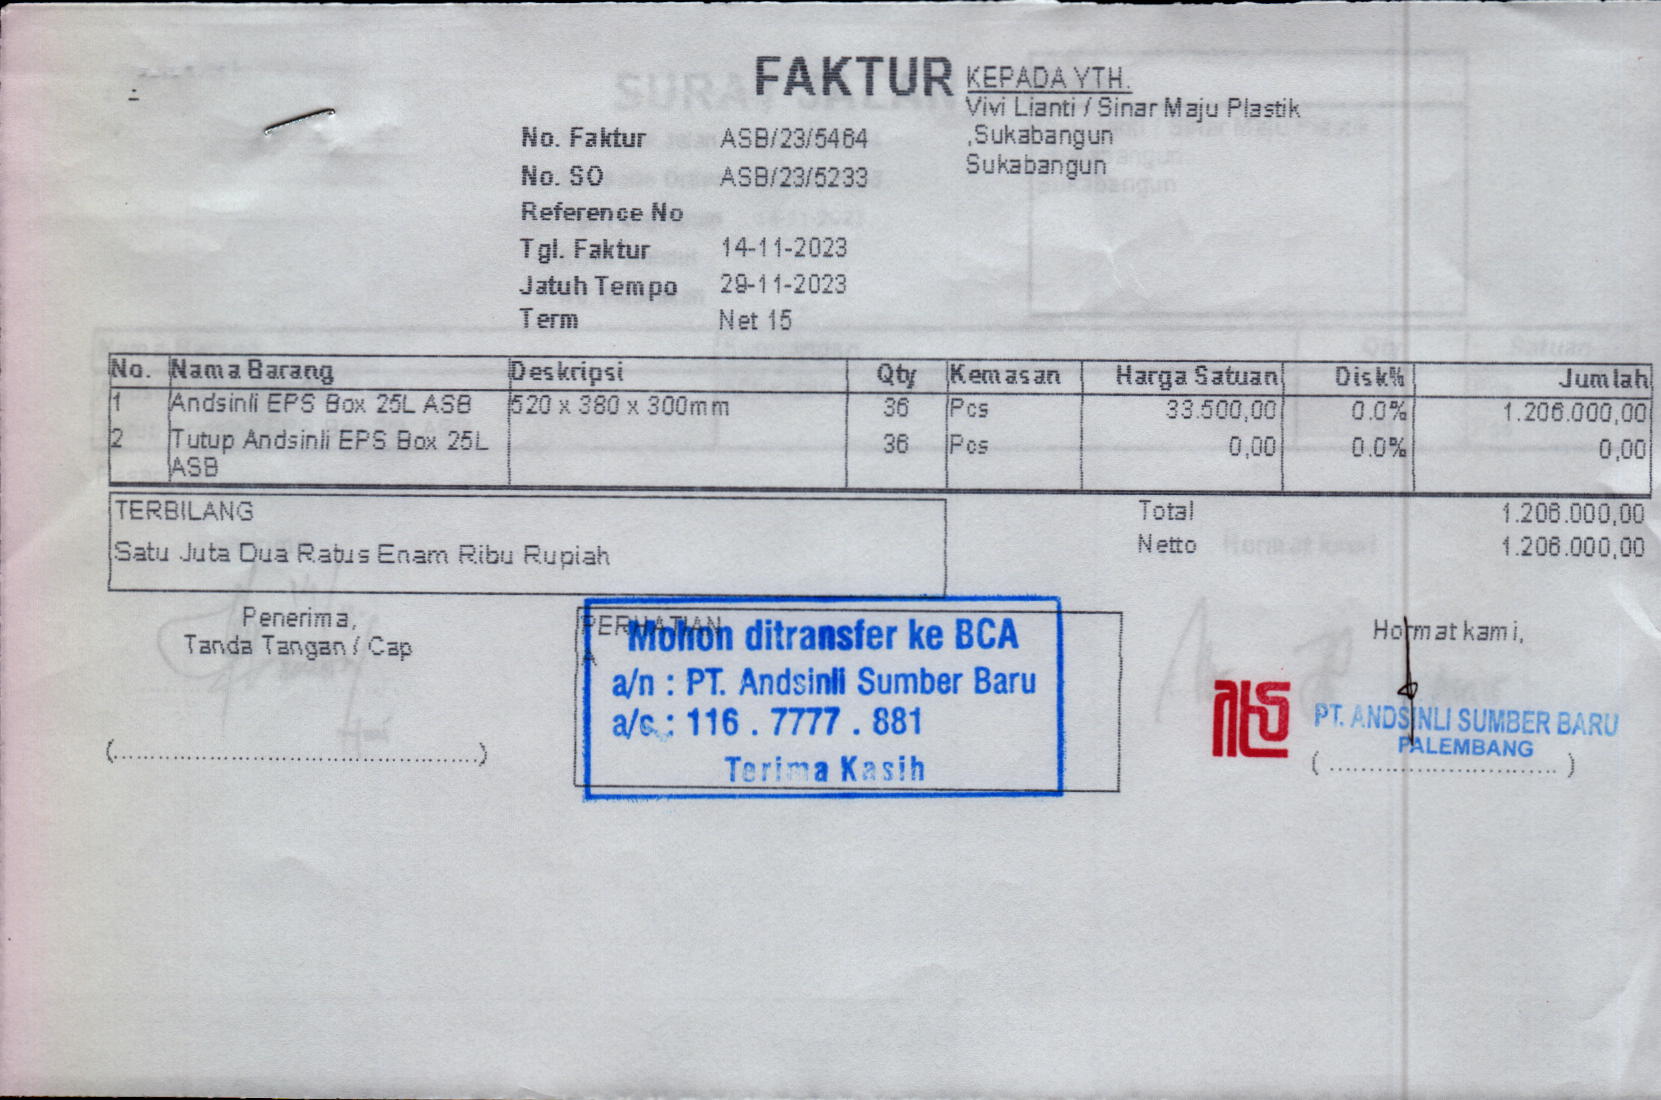 FAKTUR
KEPADA YTH.
Vivi Lianti / Sinar Maju Plastik
,Sukabangun
Sukabangun
No. Faktur ASB/23/5464
No. SO ASB/23/5233
Reference No
Tgl. Faktur 14-11-2023
Jatuh Tempo 29-11-2023
Term Net 15
No. Nama Barang Deskripsi Qty Kemasan Harga Satuan Disk% Jumlah
1 Andsinli EPS Box 25L ASB 520 x 380 x 300mm 36 Pcs 33.500,00 0.0% 1.206.000,00
2 Tutup Andsinli EPS Box 25L 36 Pcs 0,00 0.0% 0,00
ASB
TERBILANG
Satu Juta Dua Ratus Enam Ribu Rupiah
Total 1.206.000,00
Netto 1.206.000,00
Penerima,
Tanda Tangan / Cap
(..........................................................)
PERHATIAN
A
Mohon ditransfer ke BCA
a/n : PT. Andsinli Sumber Baru
a/c. : 116 . 7777 . 881
Terima Kasih
Hormat kami,
PT. ANDSINLI SUMBER BARU
PALEMBANG
( .................................... )